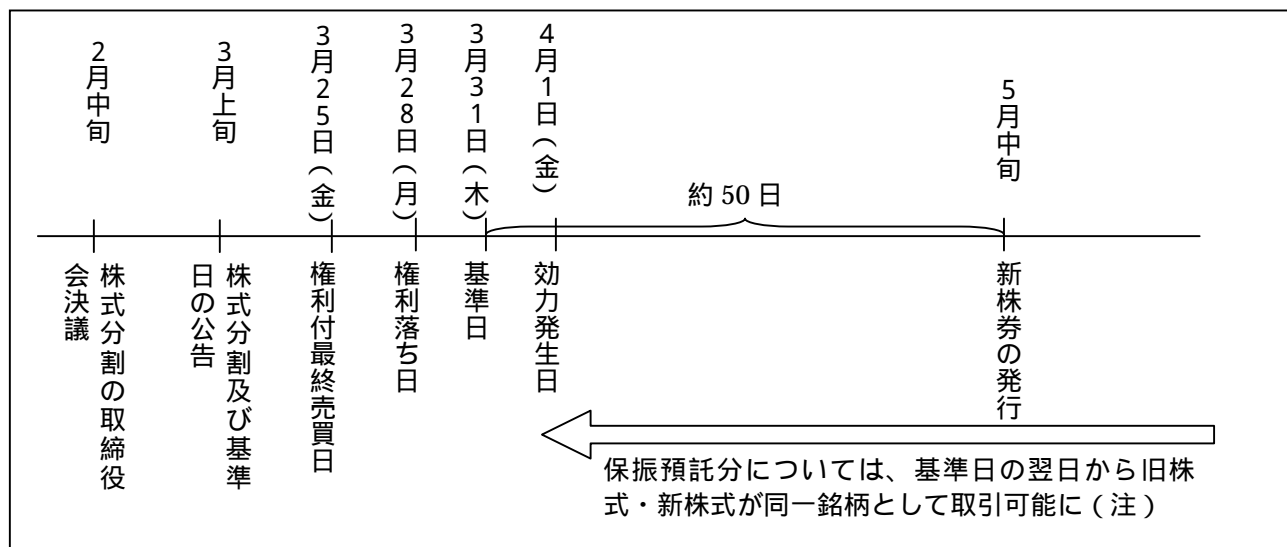 2月中旬
3月上旬
3月25日(金)
3月28日(月)
3月31日(木)
4月1日(金)
5月中旬
約 50 日
株式分割の取締役
会決議
株式分割及び基準
日の公告
権利付最終売買日
権利落ち日
基準日
効力発生日
新株券の発行
保振預託分については、基準日の翌日から旧株
式・新株式が同一銘柄として取引可能に(注)